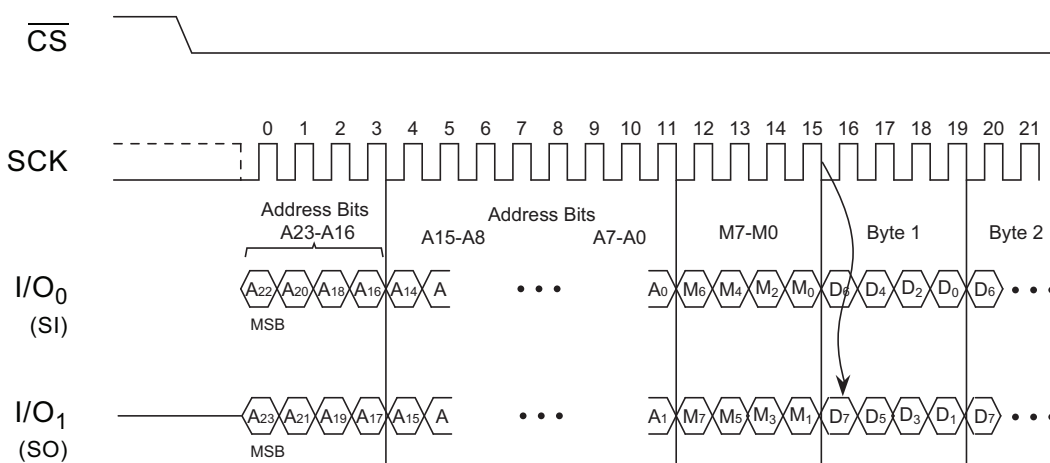 CS
0 1 2 3 4 5 6 7 8 9 10 11 12 13 14 15 16 17 18 19 20 21
SCK
Address Bits
A23-A16
Address Bits
A15-A8
A7-A0
M7-M0
Byte 1
Byte 2
I/O0
(SI)
A22 A20 A18 A16 A14 A • • • A0 M6 M4 M2 M0 D6 D4 D2 D0 D6 • • •
MSB
I/O1
(SO)
A23 A21 A19 A17 A15 A • • • A1 M7 M5 M3 M1 D7 D5 D3 D1 D7 • • •
MSB